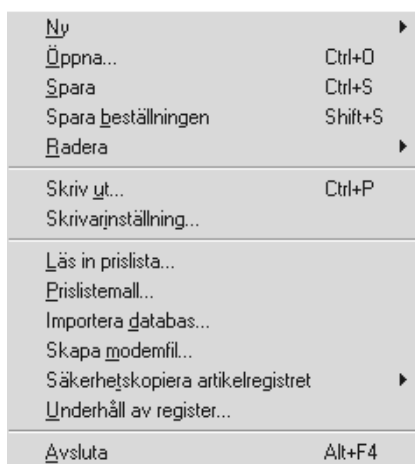 Ny
Öppna... Ctrl+O
Spara Ctrl+S
Spara beställningen Shift+S
Radera
Skriv ut... Ctrl+P
Skrivarinställning...
Läs in prislista...
Prislistemall...
Importera databas...
Skapa modemfil...
Säkerhetskopiera artikelregistret
Underhåll av register...
Avsluta Alt+F4